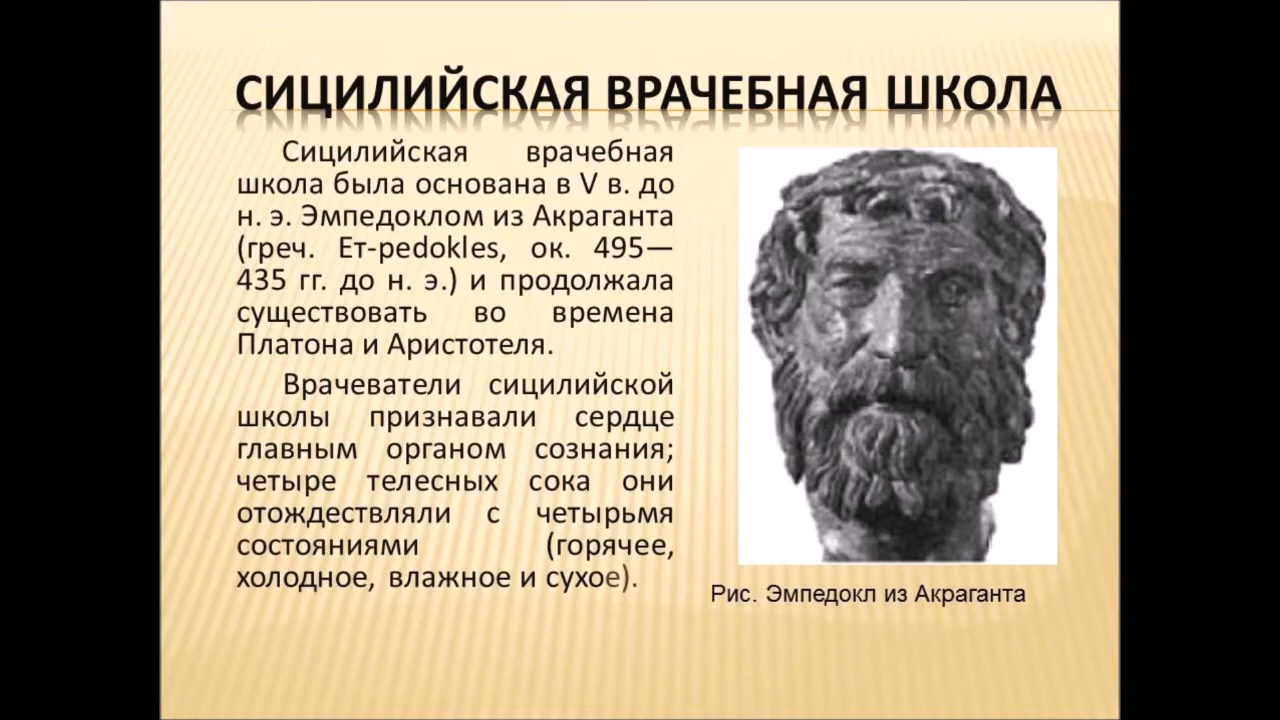 СИЦИЛИЙСКАЯ ВРАЧЕБНАЯ ШКОЛА
Сицилийская врачебная
школа была основана в V в. до
н. э. Эмпедоклом из Акраганта
(греч. Ет-pedokles, ок. 495—
435 гг. до н. э.) и продолжала
существовать во времена
Платона и Аристотеля.
Врачеватели сицилийской
школы признавали сердце
главным органом сознания;
четыре телесных сока они
отождествляли с четырьмя
состояниями (горячее,
холодное, влажное и сухое).
Рис. Эмпедокл из Акраганта